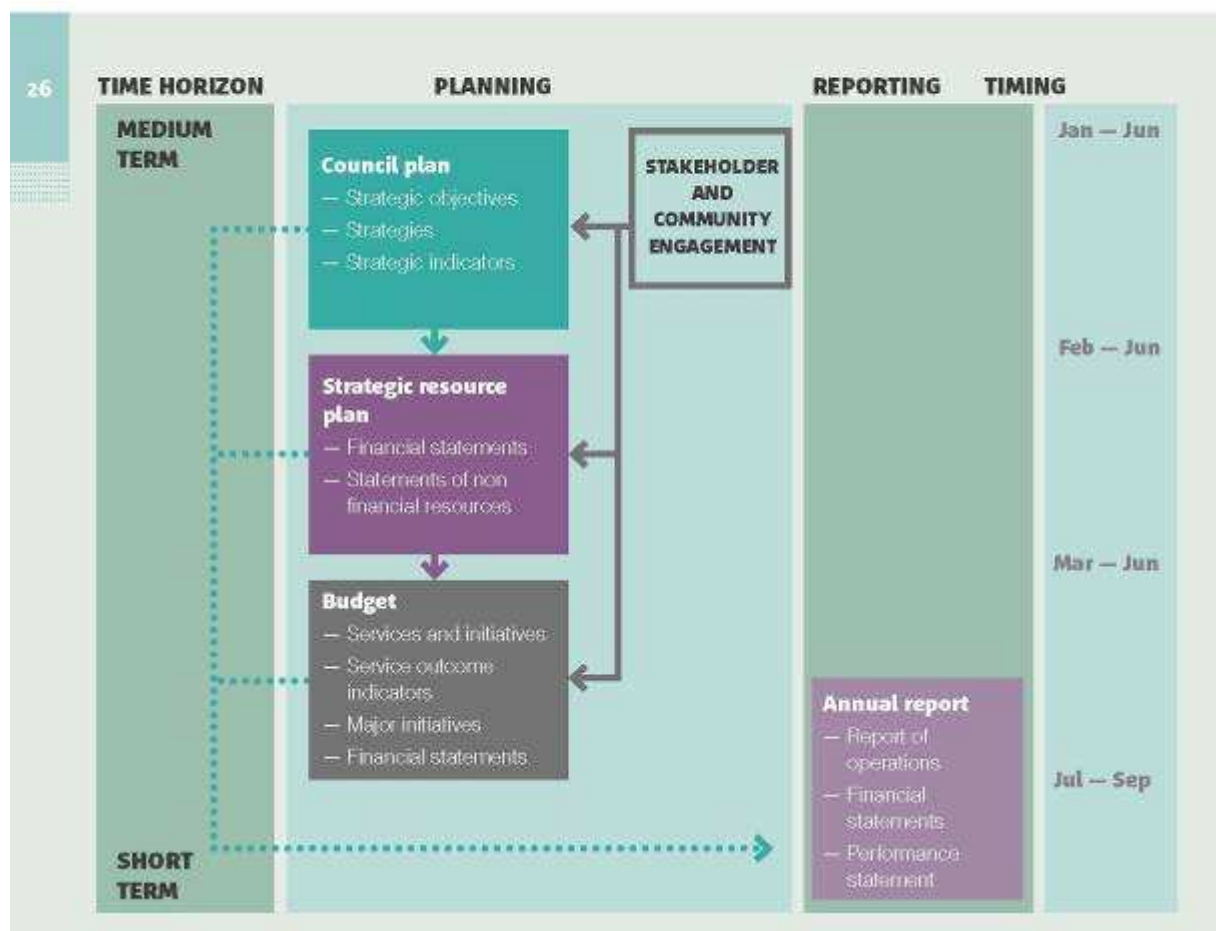 26
TIME HORIZON
PLANNING
REPORTING
TIMING
MEDIUM
TERM
Council plan
— Strategic objectives
— Strategies
— Strategic indicators
STAKEHOLDER
AND
COMMUNITY
ENGAGEMENT
Jan — Jun
Strategic resource
plan
— Financial statements
— Statements of non
financial resources
Feb — Jun
Budget
— Services and initiatives
— Service outcome
indicators
— Major initiatives
— Financial statements
Mar — Jun
Annual report
— Report of
operations
— Financial
statements
— Performance
statement
Jul — Sep
SHORT
TERM